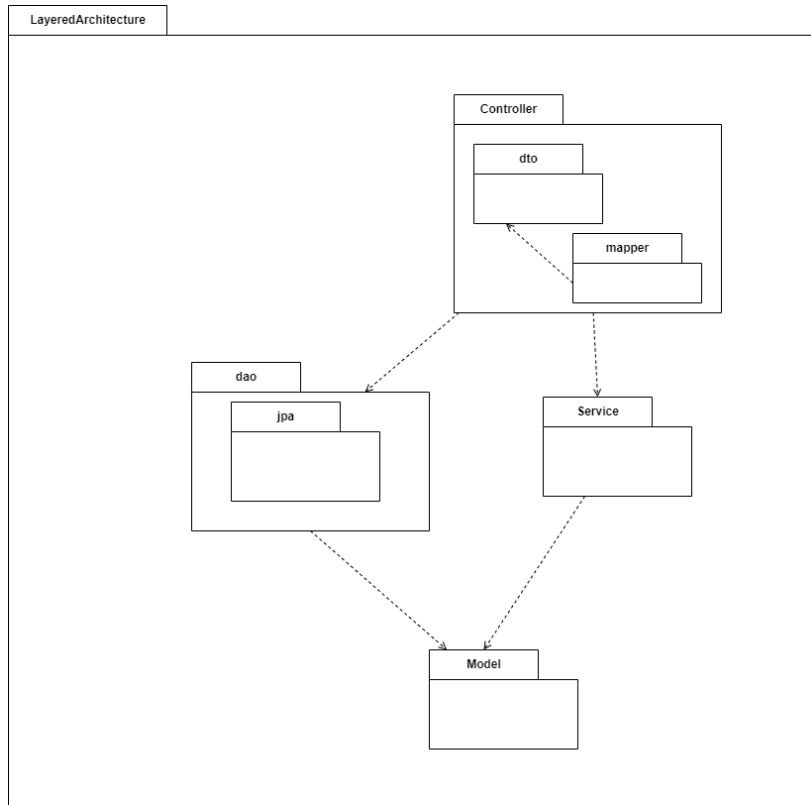 LayeredArchitecture
Controller
dto
mapper
dao
jpa
Service
Model